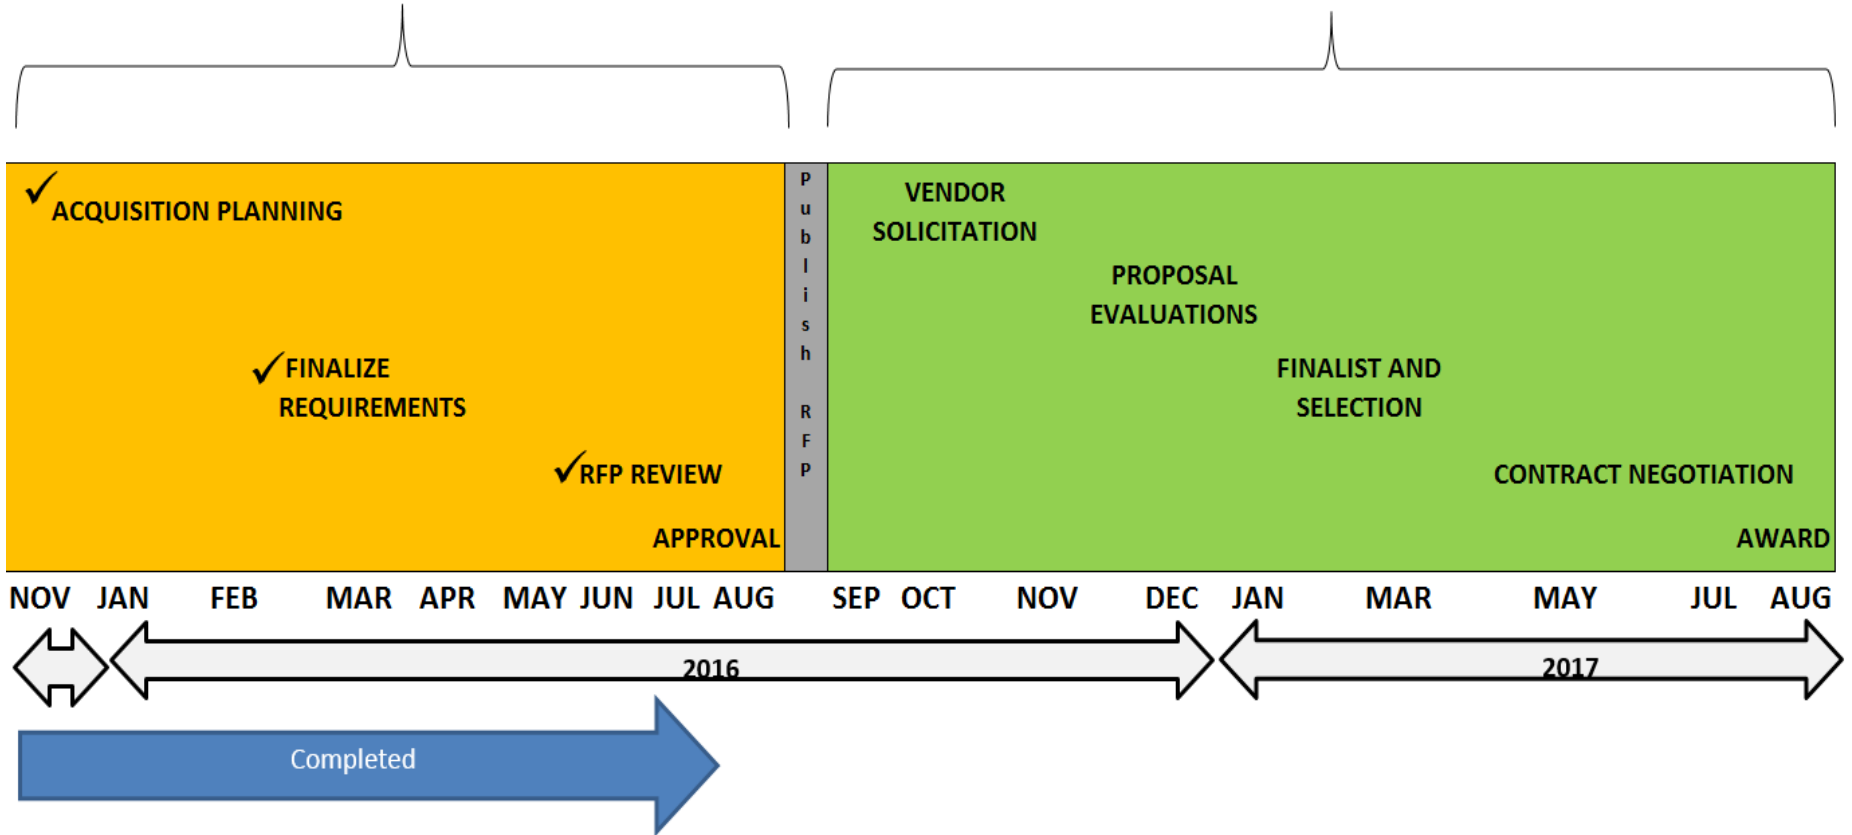 ACQUISITION PLANNING
FINALIZE
REQUIREMENTS
RFP REVIEW
APPROVAL
Publish RFP
VENDOR
SOLICITATION
PROPOSAL
EVALUATIONS
FINALIST AND
SELECTION
CONTRACT NEGOTIATION
AWARD
NOV JAN FEB MAR APR MAY JUN JUL AUG SEP OCT NOV DEC JAN MAR MAY JUL AUG
2016 2017
Completed